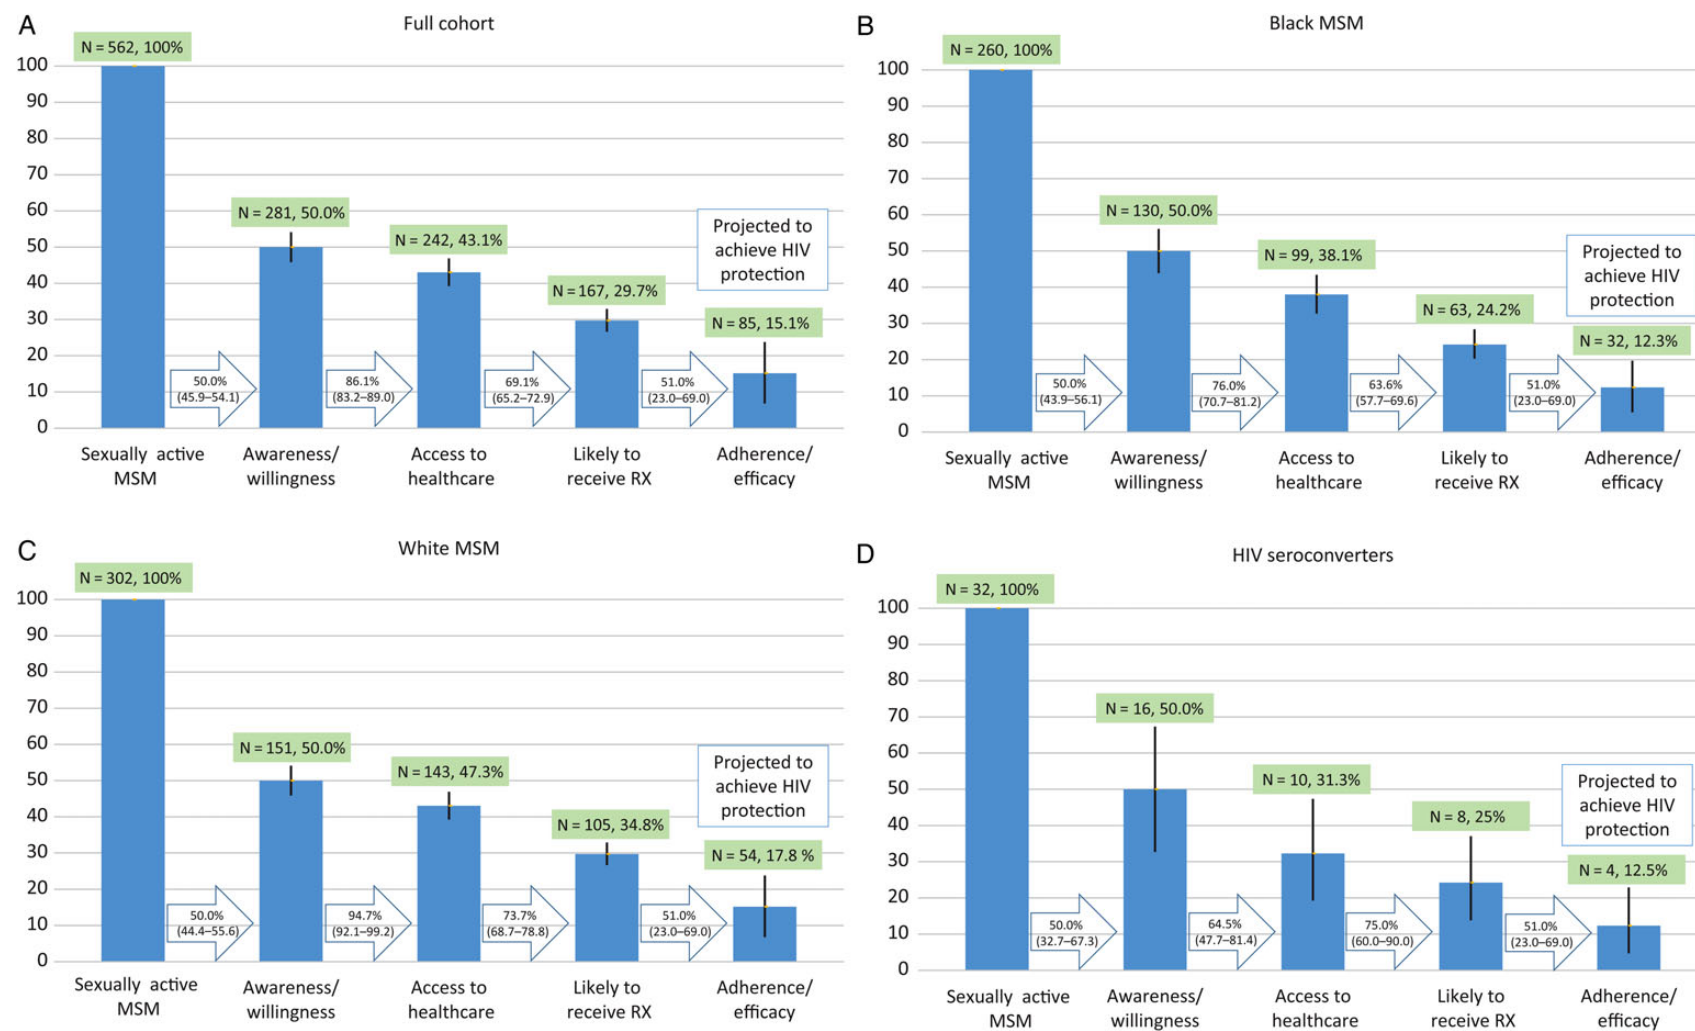 A
Full cohort
N = 562, 100%
100
90
80
70
60
50
40
30
20
10
0
N = 281, 50.0%
N = 242, 43.1%
N = 167, 29.7%
N = 85, 15.1%
Projected to
achieve HIV
protection
50.0%
(45.9–54.1)
86.1%
(83.2–89.0)
69.1%
(65.2–72.9)
51.0%
(23.0–69.0)
Sexually active
MSM
Awareness/
willingness
Access to
healthcare
Likely to
receive RX
Adherence/
efficacy
B
Black MSM
N = 260, 100%
100
90
80
70
60
50
40
30
20
10
0
N = 130, 50.0%
N = 99, 38.1%
N = 63, 24.2%
N = 32, 12.3%
Projected to
achieve HIV
protection
50.0%
(43.9–56.1)
76.0%
(70.7–81.2)
63.6%
(57.7–69.6)
51.0%
(23.0–69.0)
Sexually active
MSM
Awareness/
willingness
Access to
healthcare
Likely to
receive RX
Adherence/
efficacy
C
White MSM
N = 302, 100%
100
90
80
70
60
50
40
30
20
10
0
N = 151, 50.0%
N = 143, 47.3%
N = 105, 34.8%
N = 54, 17.8 %
Projected to
achieve HIV
protection
50.0%
(44.4–55.6)
94.7%
(92.1–99.2)
73.7%
(68.7–78.8)
51.0%
(23.0–69.0)
Sexually active
MSM
Awareness/
willingness
Access to
healthcare
Likely to
receive RX
Adherence/
efficacy
D
HIV seroconverters
N = 32, 100%
100
90
80
70
60
50
40
30
20
10
0
N = 16, 50.0%
N = 10, 31.3%
N = 8, 25%
N = 4, 12.5%
Projected to
achieve HIV
protection
50.0%
(32.7–67.3)
64.5%
(47.7–81.4)
75.0%
(60.0–90.0)
51.0%
(23.0–69.0)
Sexually active
MSM
Awareness/
willingness
Access to
healthcare
Likely to
receive RX
Adherence/
efficacy